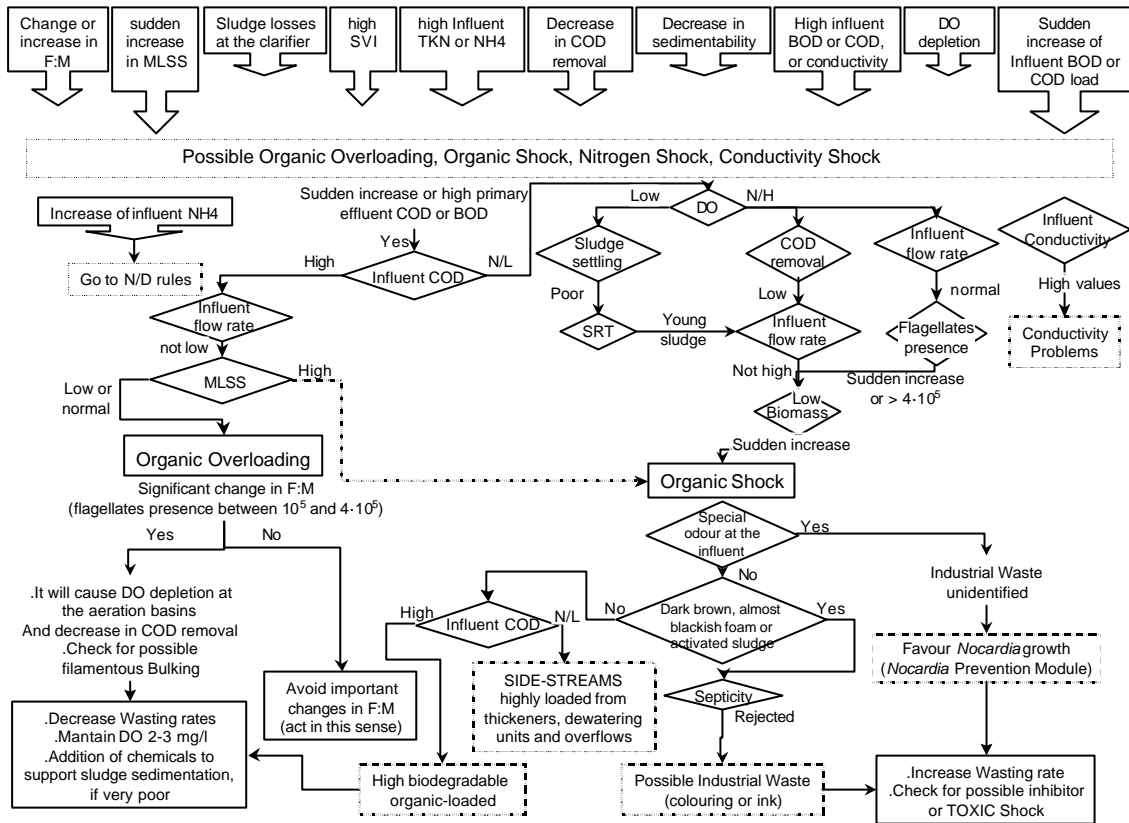 Change or
increase in
F:M
sudden
increase
in MLSS
Sludge losses
at the clarifier
high
SVI
high Influent
TKN or NH4
Decrease
in COD
removal
Decrease in
sedimentability
High influent
BOD or COD,
or conductivity
DO
depletion
Sudden
increase of
Influent BOD or
COD load
Possible Organic Overloading, Organic Shock, Nitrogen Shock, Conductivity Shock
Increase of influent NH4
Go to N/D rules
Sudden increase or high primary
effluent COD or BOD
Yes
High
Influent COD
N/L
Low
DO
N/H
Sludge
settling
COD
removal
Influent
flow rate
Influent
Conductivity
Poor
Low
normal
High values
SRT
Young
sludge
Influent
flow rate
Flagellates
presence
Conductivity
Problems
Influent
flow rate
not low
MLSS
High
Low or
normal
Not high
Sudden increase
or > 4·10⁵
Low
Biomass
Sudden increase
Organic Overloading
Organic Shock
Significant change in F:M
(flagellates presence between 10⁵ and 4·10⁵)
Yes
No
Special
odour at the
influent
Yes
No
.It will cause DO depletion at
the aeration basins
And decrease in COD removal
.Check for possible
filamentous Bulking
High
Influent COD
N/L
No
Dark brown, almost
blackish foam or
activated sludge
Yes
Industrial Waste
unidentified
Favour Nocardia growth
(Nocardia Prevention Module)
Avoid important
changes in F:M
(act in this sense)
SIDE-STREAMS
highly loaded from
thickeners, dewatering
units and overflows
Septicity
Rejected
.Decrease Wasting rates
.Mantain DO 2-3 mg/l
.Addition of chemicals to
support sludge sedimentation,
if very poor
High biodegradable
organic-loaded
Possible Industrial Waste
(colouring or ink)
.Increase Wasting rate
.Check for possible inhibitor
or TOXIC Shock